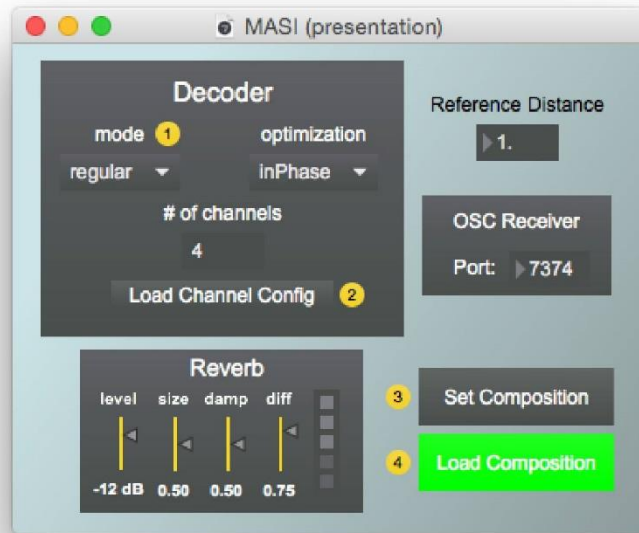 MASI (presentation)
Decoder
mode 1 optimization
regular inPhase
# of channels
4
Load Channel Config 2
Reference Distance
1.
OSC Receiver
Port: 7374
Reverb
level size damp diff
-12 dB 0.50 0.50 0.75
3 Set Composition
4 Load Composition